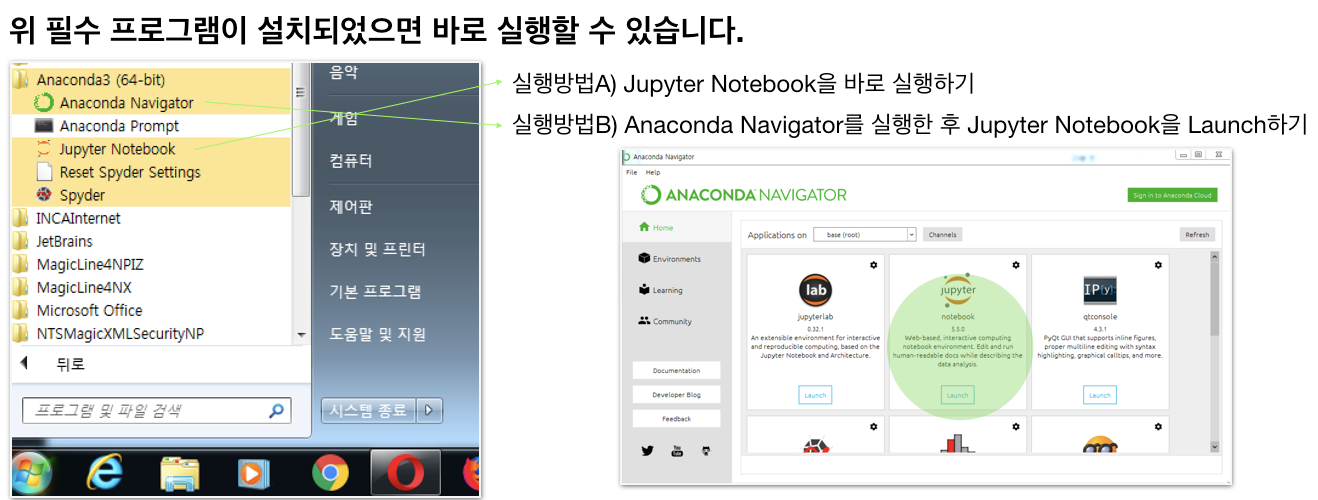 위 필수 프로그램이 설치되었으면 바로 실행할 수 있습니다.
Anaconda3 (64-bit)
Anaconda Navigator
Anaconda Prompt
Jupyter Notebook
Reset Spyder Settings
Spyder
INCAInternet
JetBrains
MagicLine4NPIZ
MagicLine4NX
Microsoft Office
NTSMagicXMLSecurityNP
뒤로
프로그램 및 파일 검색
음악
게임
컴퓨터
제어판
장치 및 프린터
기본 프로그램
도움말 및 지원
시스템 종료
실행방법A) Jupyter Notebook을 바로 실행하기
실행방법B) Anaconda Navigator를 실행한 후 Jupyter Notebook을 Launch하기
Anaconda Navigator
File Help
ANACONDA NAVIGATOR
Sign in to Anaconda Cloud
Home
Environments
Learning
Community
Documentation
Developer Blog
Feedback
You Tube
Applications on base (root) Channels Refresh
lab
jupyterlab
0.32.1
An extensible environment for interactive
and reproducible computing, based on the
Jupyter Notebook and Architecture.
Launch
jupyter
notebook
5.5.0
Web-based, interactive computing
notebook environment. Edit and run
human-readable docs while describing the
data analysis.
Launch
IP[y]:
qtconsole
4.3.1
PyQt GUI that supports inline figures,
proper multiline editing with syntax
highlighting, graphical calltips, and more.
Launch